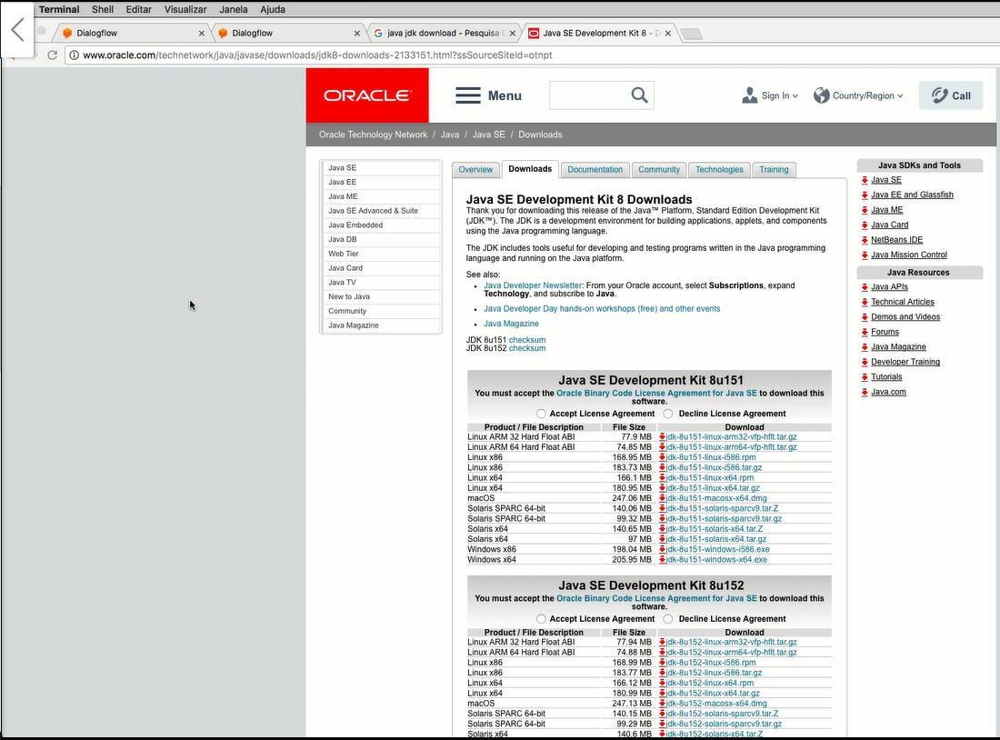 Terminal Shell Editar Visualizar Janela Ajuda
Dialogflow
Dialogflow
java jdk download - Pesquisa G
Java SE Development Kit 8 - D
www.oracle.com/technetwork/java/javase/downloads/jdk8-downloads-2133151.html?ssSourceSiteId=otnpt
ORACLE
Menu
Sign In
Country/Region
Call
Oracle Technology Network / Java / Java SE / Downloads
Java SE
Java EE
Java ME
Java SE Advanced & Suite
Java Embedded
Java DB
Web Tier
Java Card
Java TV
New to Java
Community
Java Magazine
Overview
Downloads
Documentation
Community
Technologies
Training
Java SE Development Kit 8 Downloads
Thank you for downloading this release of the Java™ Platform, Standard Edition Development Kit
(JDK™). The JDK is a development environment for building applications, applets, and components
using the Java programming language.
The JDK includes tools useful for developing and testing programs written in the Java programming
language and running on the Java platform.
See also:
• Java Developer Newsletter: From your Oracle account, select Subscriptions, expand
Technology, and subscribe to Java.
• Java Developer Day hands-on workshops (free) and other events
• Java Magazine
JDK 8u151 checksum
JDK 8u152 checksum
Java SE Development Kit 8u151
You must accept the Oracle Binary Code License Agreement for Java SE to download this
software.
Accept License Agreement Decline License Agreement
Product / File Description File Size Download
Linux ARM 32 Hard Float ABI 77.9 MB jdk-8u151-linux-arm32-vfp-hflt.tar.gz
Linux ARM 64 Hard Float ABI 74.85 MB jdk-8u151-linux-arm64-vfp-hflt.tar.gz
Linux x86 168.95 MB jdk-8u151-linux-i586.rpm
Linux x86 183.73 MB jdk-8u151-linux-i586.tar.gz
Linux x64 166.1 MB jdk-8u151-linux-x64.rpm
Linux x64 180.95 MB jdk-8u151-linux-x64.tar.gz
macOS 247.06 MB jdk-8u151-macosx-x64.dmg
Solaris SPARC 64-bit 140.06 MB jdk-8u151-solaris-sparcv9.tar.Z
Solaris SPARC 64-bit 99.32 MB jdk-8u151-solaris-sparcv9.tar.gz
Solaris x64 140.65 MB jdk-8u151-solaris-x64.tar.Z
Solaris x64 97 MB jdk-8u151-solaris-x64.tar.gz
Windows x86 198.04 MB jdk-8u151-windows-i586.exe
Windows x64 205.95 MB jdk-8u151-windows-x64.exe
Java SE Development Kit 8u152
You must accept the Oracle Binary Code License Agreement for Java SE to download this
software.
Accept License Agreement Decline License Agreement
Product / File Description File Size Download
Linux ARM 32 Hard Float ABI 77.94 MB jdk-8u152-linux-arm32-vfp-hflt.tar.gz
Linux ARM 64 Hard Float ABI 74.88 MB jdk-8u152-linux-arm64-vfp-hflt.tar.gz
Linux x86 168.99 MB jdk-8u152-linux-i586.rpm
Linux x86 183.77 MB jdk-8u152-linux-i586.tar.gz
Linux x64 166.12 MB jdk-8u152-linux-x64.rpm
Linux x64 180.99 MB jdk-8u152-linux-x64.tar.gz
macOS 247.13 MB jdk-8u152-macosx-x64.dmg
Solaris SPARC 64-bit 140.15 MB jdk-8u152-solaris-sparcv9.tar.Z
Solaris SPARC 64-bit 99.29 MB jdk-8u152-solaris-sparcv9.tar.gz
Solaris x64 140.6 MB jdk-8u152-solaris-x64.tar.Z
Java SDKs and Tools
Java SE
Java EE and Glassfish
Java ME
Java Card
NetBeans IDE
Java Mission Control
Java Resources
Java APIs
Technical Articles
Demos and Videos
Forums
Java Magazine
Developer Training
Tutorials
Java.com